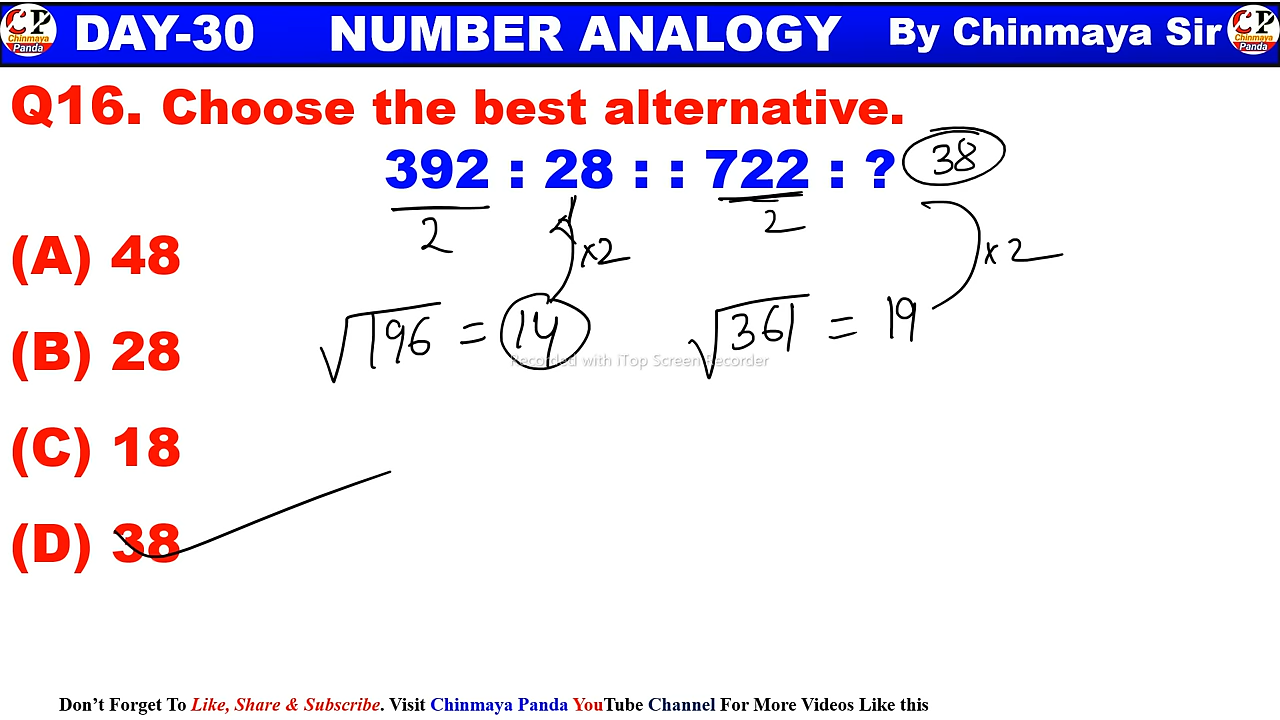 CP Chinmaya Panda DAY-30 NUMBER ANALOGY By Chinmaya Sir CP Chinmaya Panda
Q16. Choose the best alternative.
392 : 28 : : 722 : ? 38
2 ×2 2 ×2
(A) 48
√196 = 14 √361 = 19
(B) 28
Recorded with iTop Screen Recorder
(C) 18
(D) 38
Don't Forget To Like, Share & Subscribe. Visit Chinmaya Panda YouTube Channel For More Videos Like this